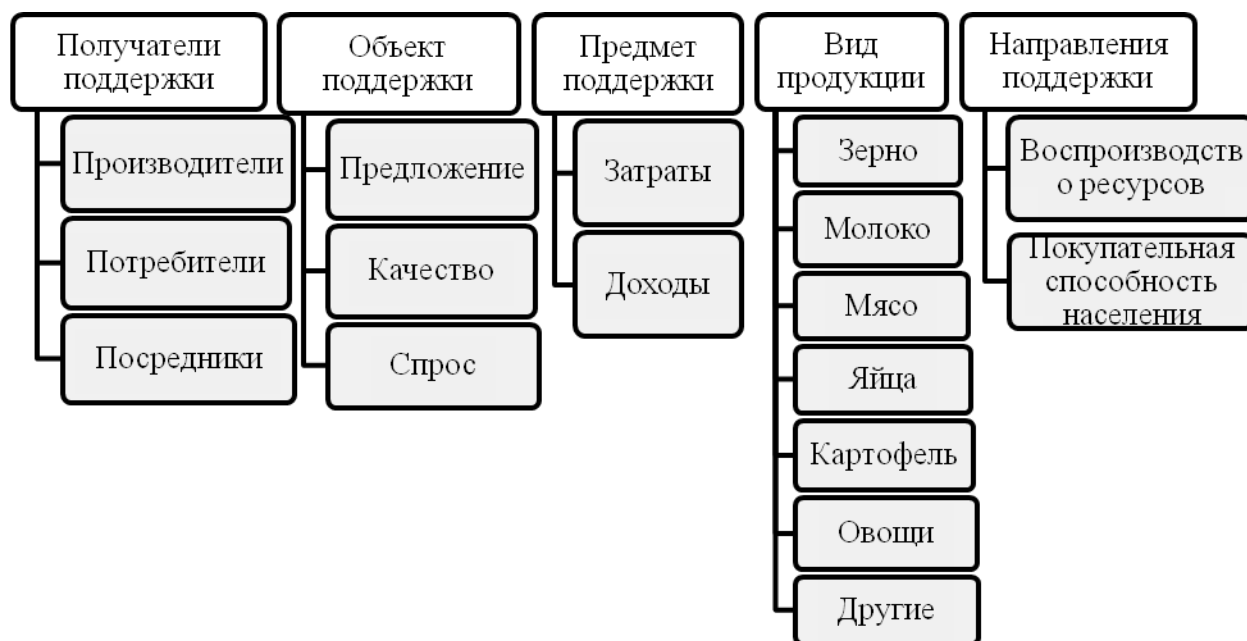 Получатели
поддержки
Производители
Потребители
Посредники
Объект
поддержки
Предложение
Качество
Спрос
Предмет
поддержки
Затраты
Доходы
Вид
продукции
Зерно
Молоко
Мясо
Яйца
Картофель
Овощи
Другие
Направления
поддержки
Воспроизводств
о ресурсов
Покупательная
способность
населения